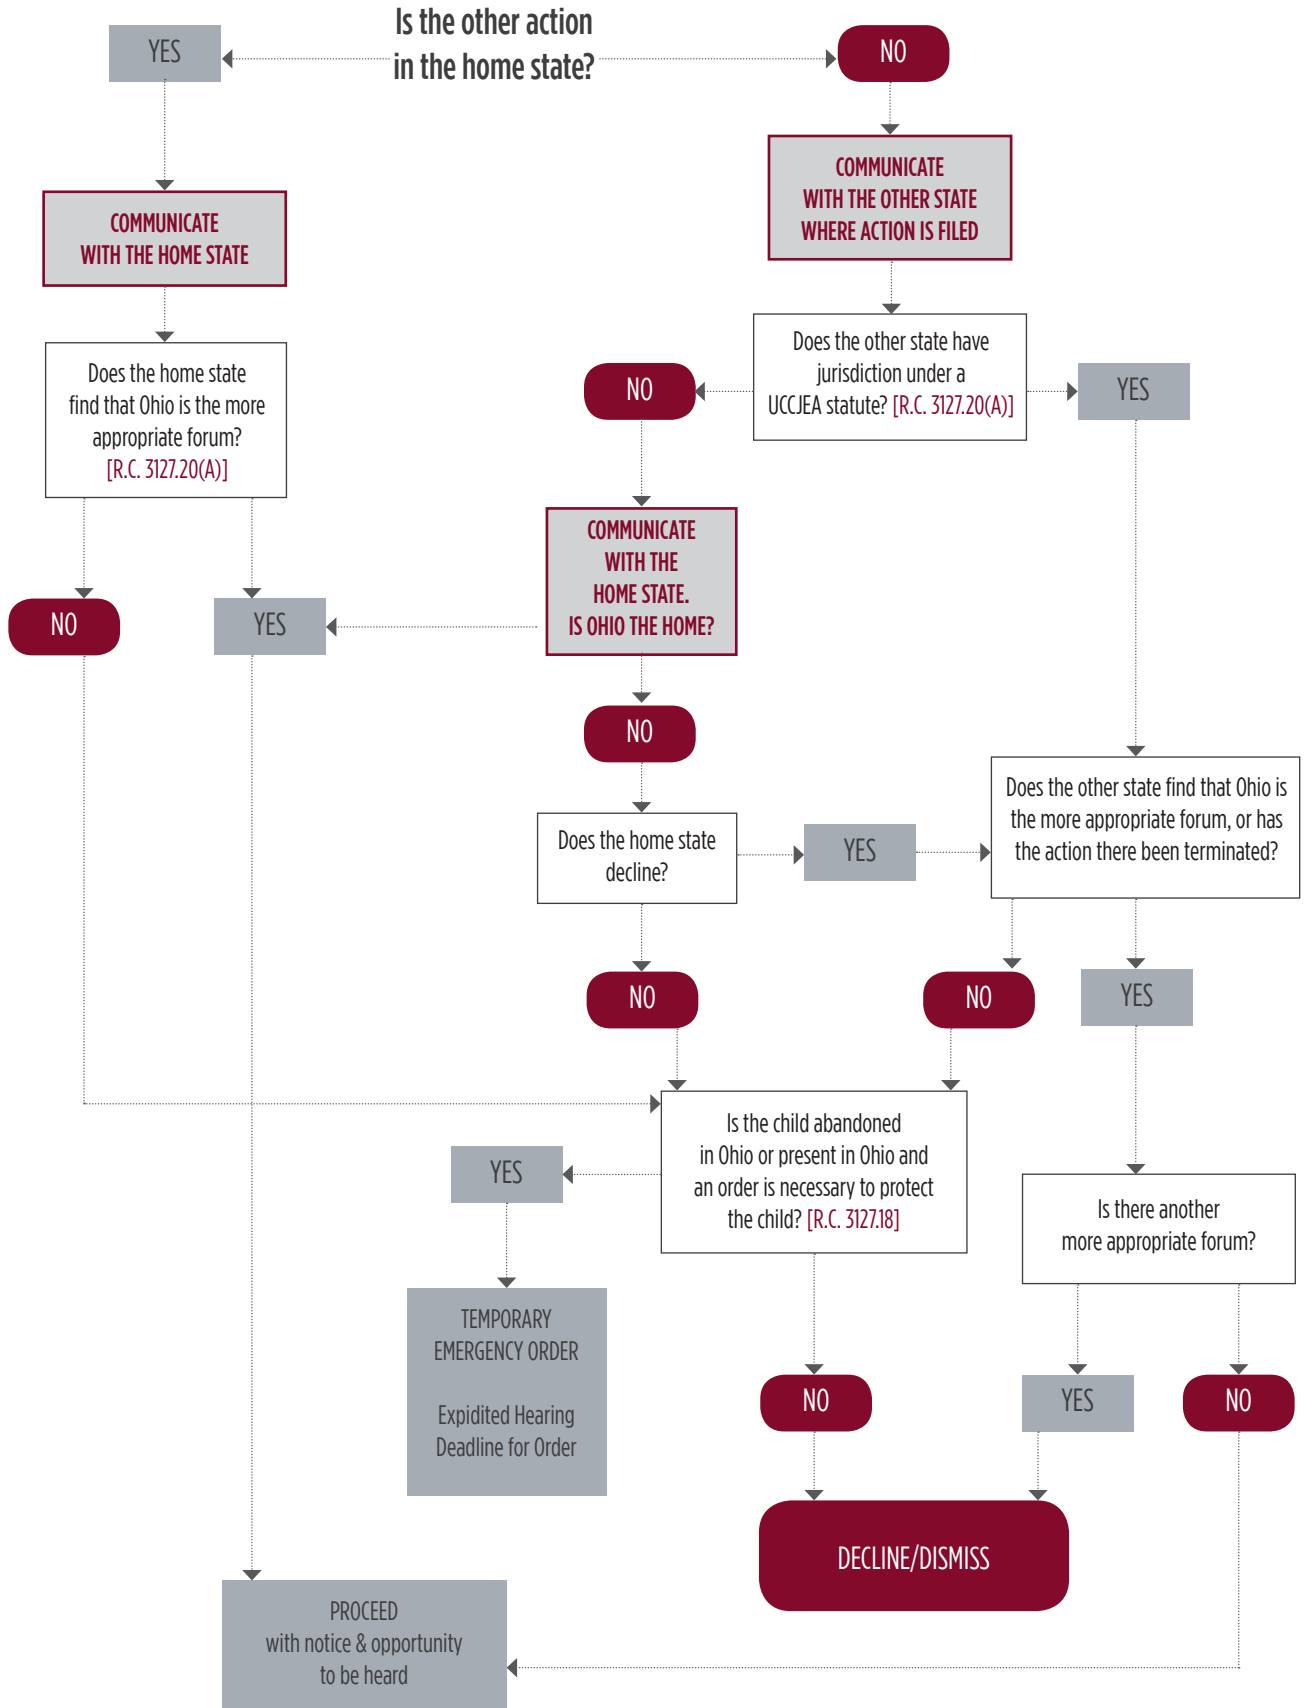 Is the other action
in the home state?
YES
NO
COMMUNICATE
WITH THE HOME STATE
COMMUNICATE
WITH THE OTHER STATE
WHERE ACTION IS FILED
Does the home state
find that Ohio is the more
appropriate forum?
[R.C. 3127.20(A)]
Does the other state have
jurisdiction under a
UCCJEA statute? [R.C. 3127.20(A)]
NO
YES
NO
YES
COMMUNICATE
WITH THE
HOME STATE.
IS OHIO THE HOME?
NO
Does the home state
decline?
YES
Does the other state find that Ohio is
the more appropriate forum, or has
the action there been terminated?
NO
NO
YES
Is the child abandoned
in Ohio or present in Ohio and
an order is necessary to protect
the child? [R.C. 3127.18]
YES
Is there another
more appropriate forum?
TEMPORARY
EMERGENCY ORDER
Expidited Hearing
Deadline for Order
NO
YES
NO
DECLINE/DISMISS
PROCEED
with notice & opportunity
to be heard